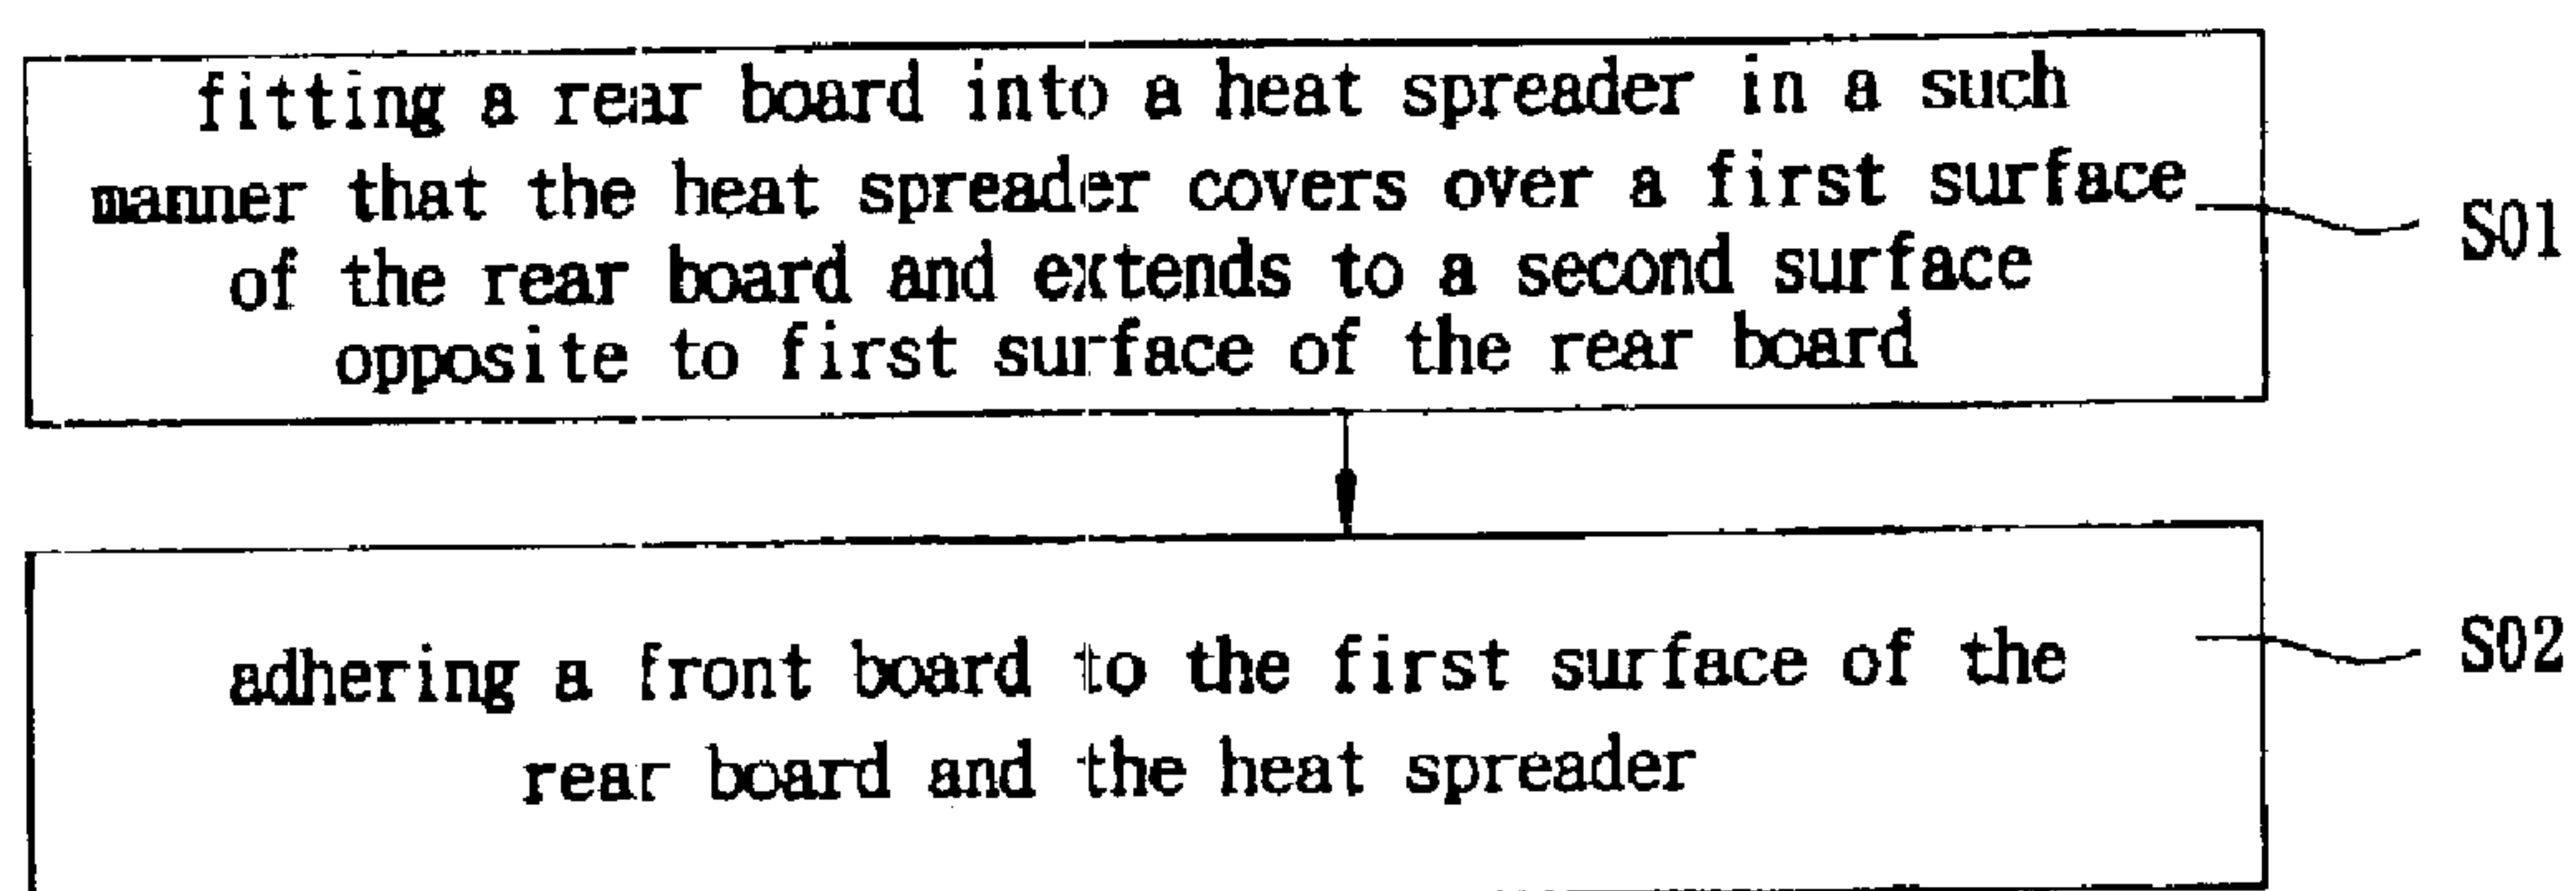 fitting a rear board into a heat spreader in a such
manner that the heat spreader covers over a first surface
of the rear board and extends to a second surface
opposite to first surface of the rear board
S01
adhering a front board to the first surface of the
rear board and the heat spreader
S02